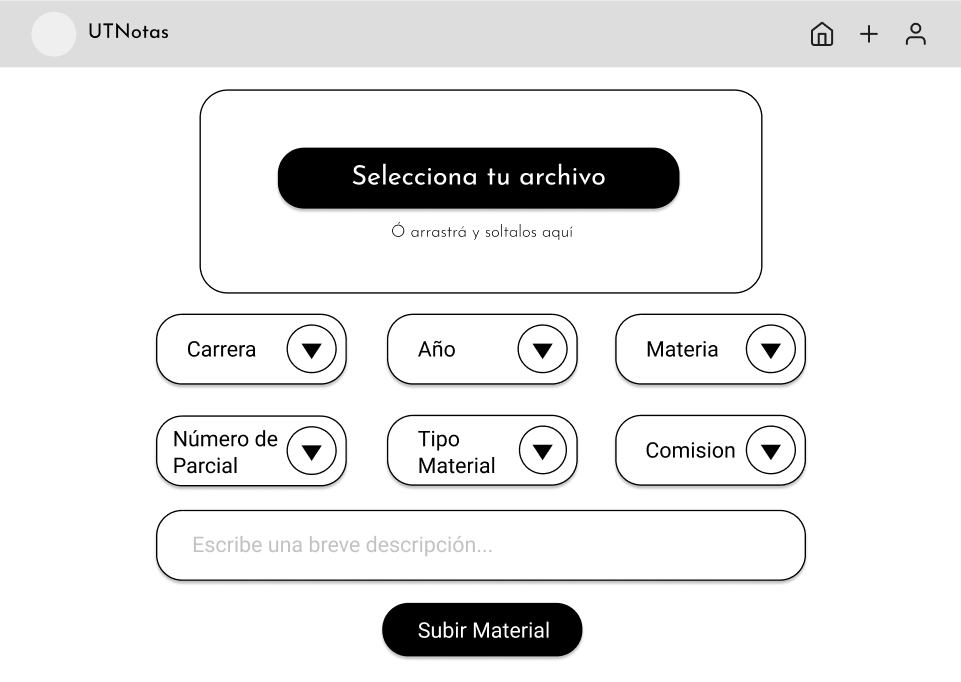 UTNotas
Selecciona tu archivo
Ó arrastrá y soltalos aquí
Carrera
Año
Materia
Número de
Parcial
Tipo
Material
Comision
Escribe una breve descripción...
Subir Material